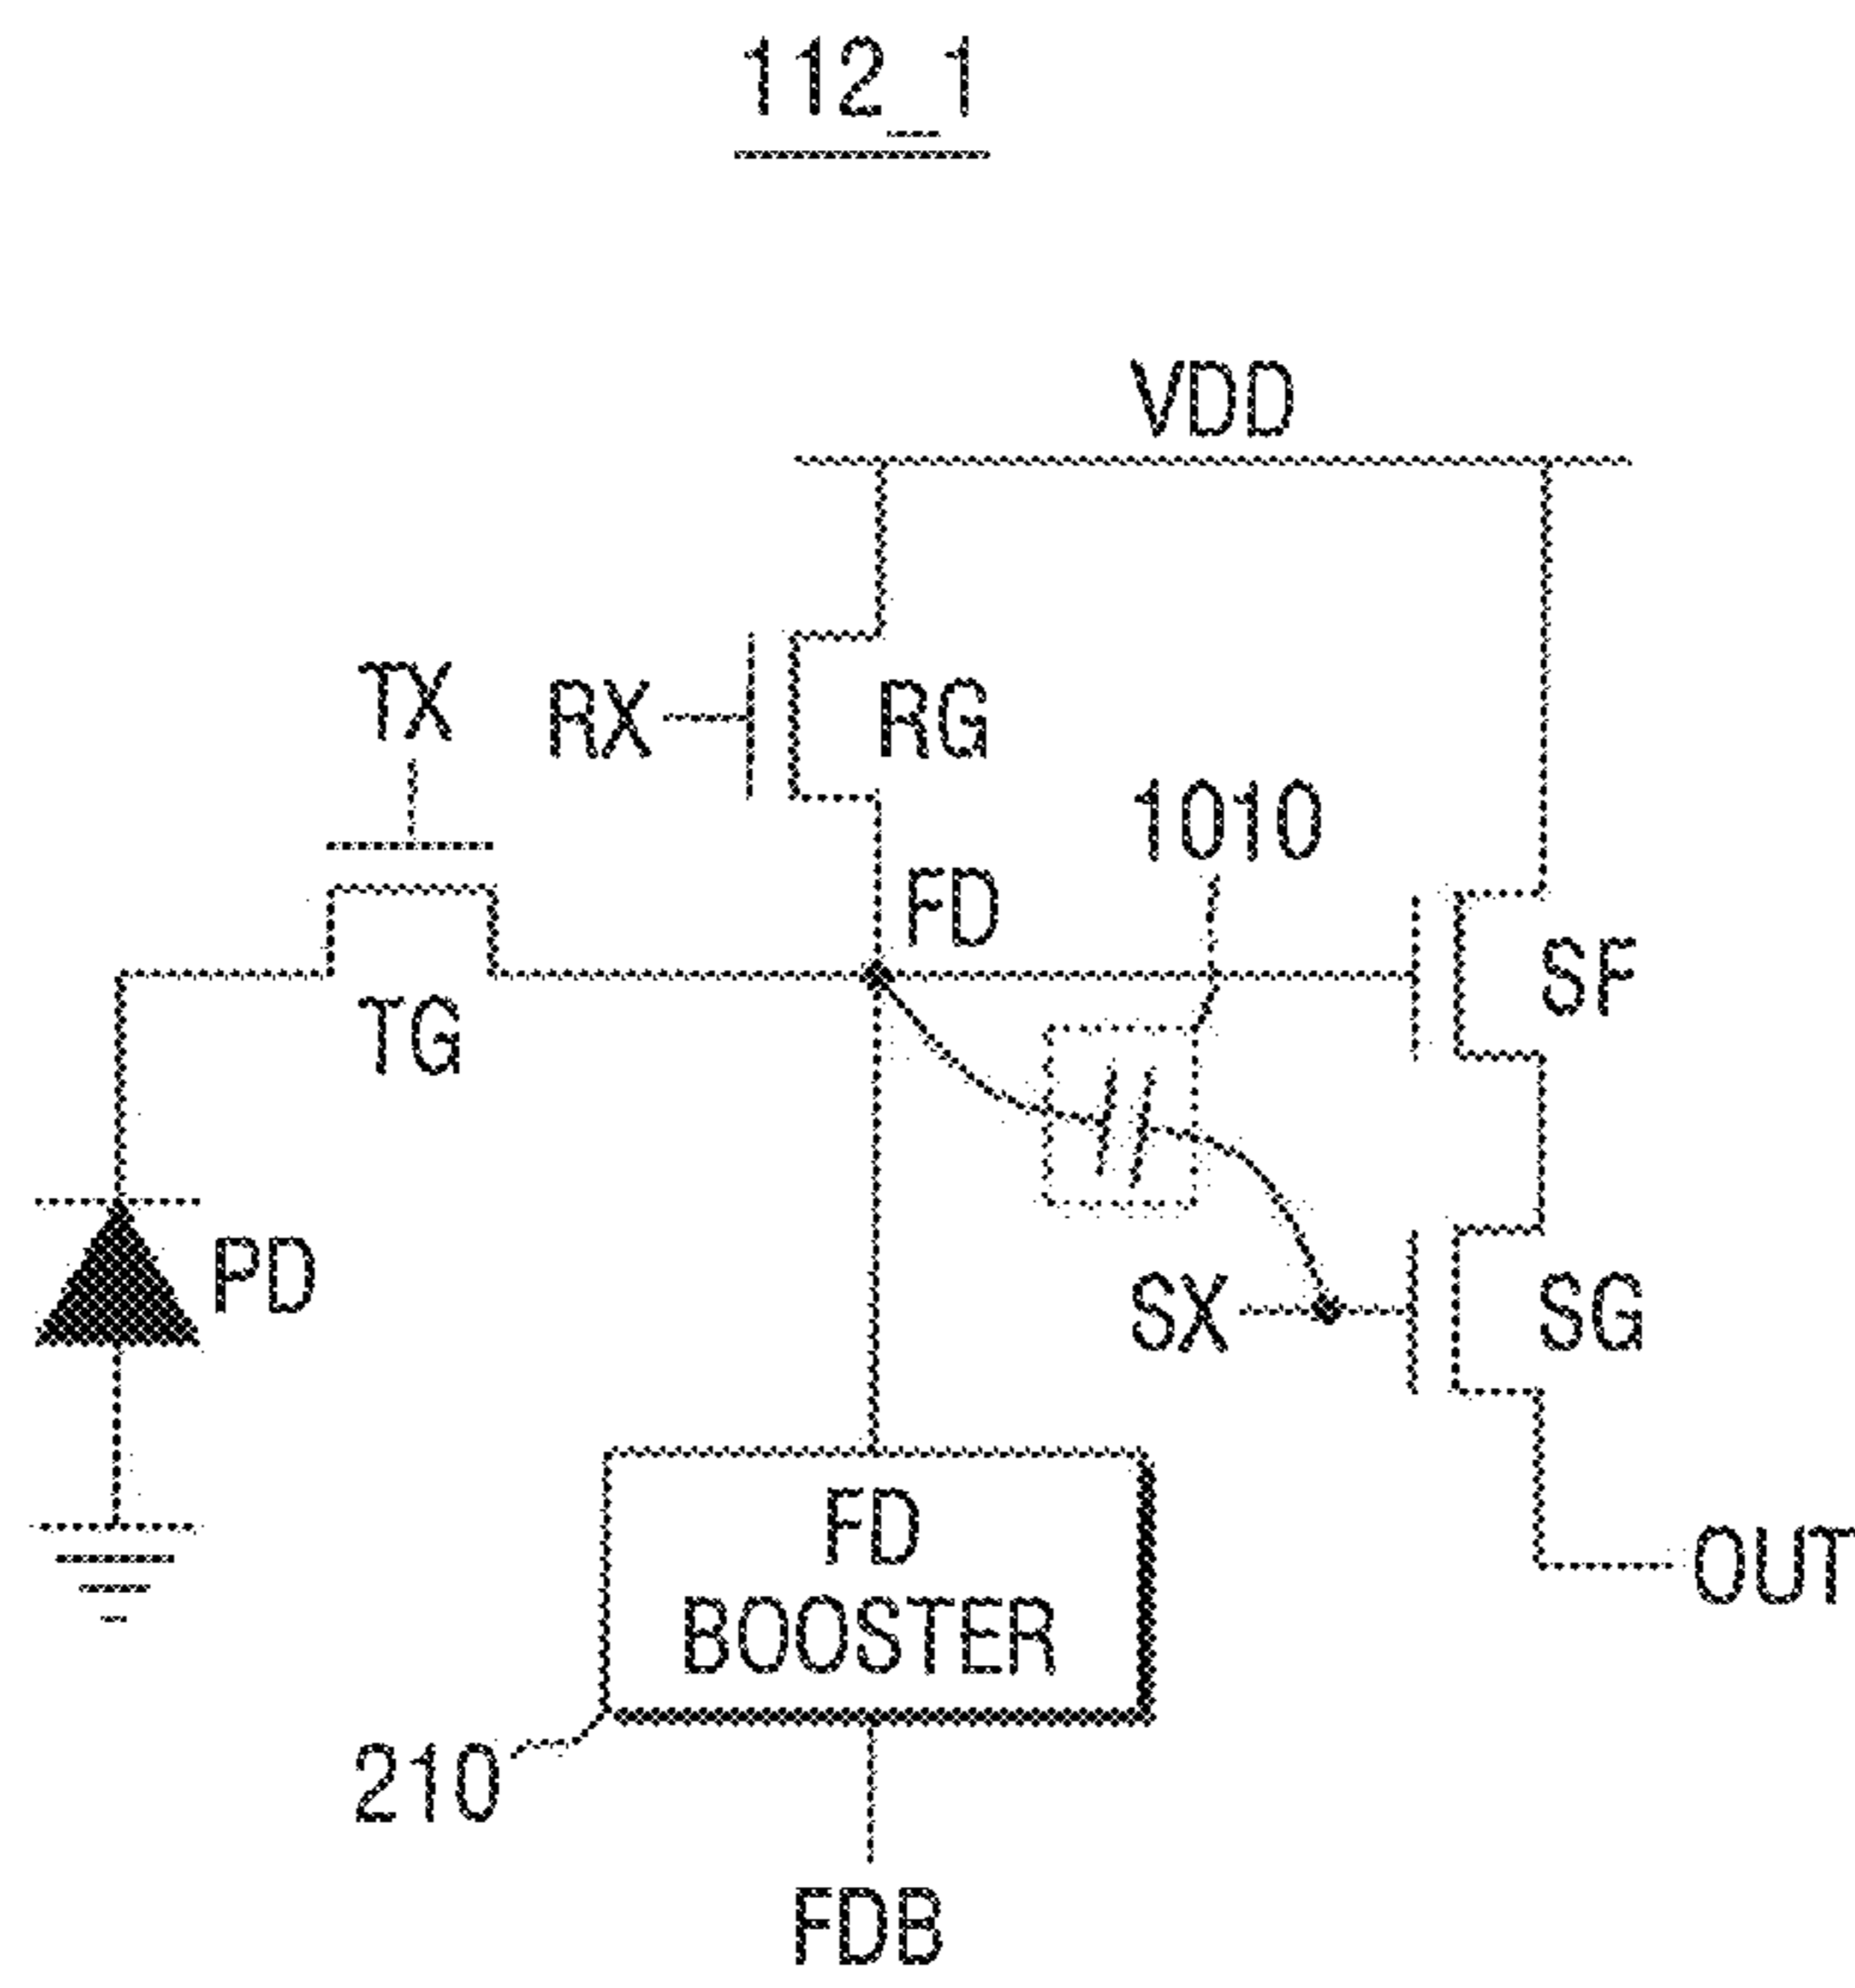 112_1
VDD
TX
RX
RG
1010
FD
SF
TG
PD
SX
SG
FD
BOOSTER
OUT
210
FDB